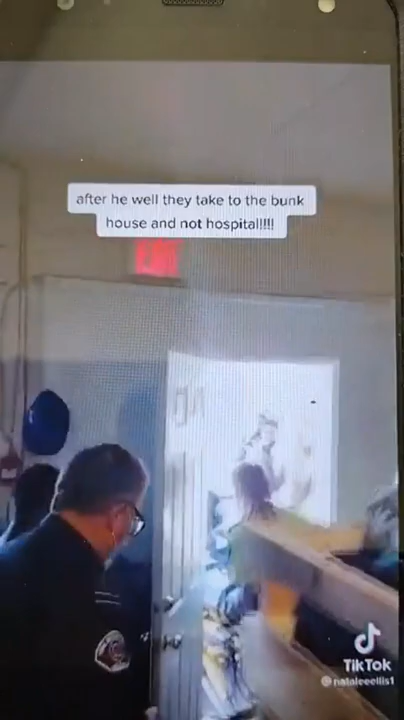 after he well they take to the bunk
house and not hospital!!!!
EXIT
TikTok
@nataleeellis1